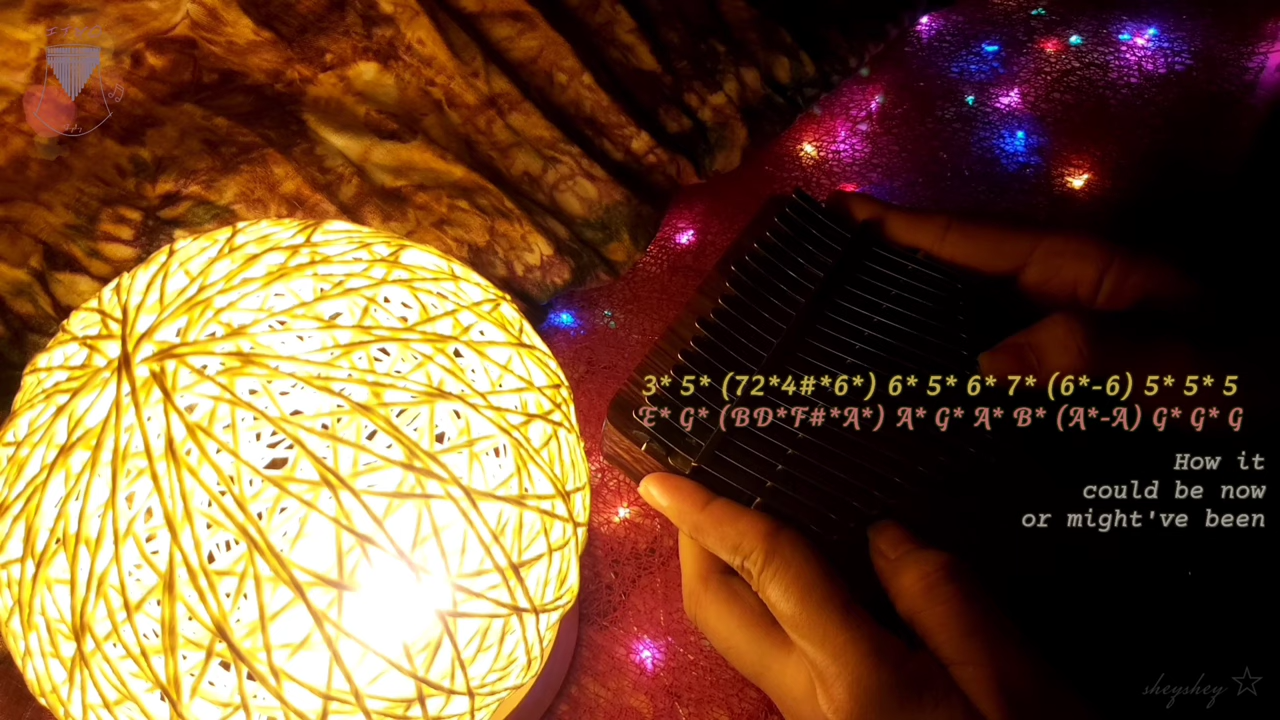 3* 5* (72*4#*6*) 6* 5* 6* 7* (6*-6) 5* 5* 5
E* G* (BD*F#*A*) A* G* A* B* (A*-A) G* G* G
How it
could be now
or might've been
sheyshey